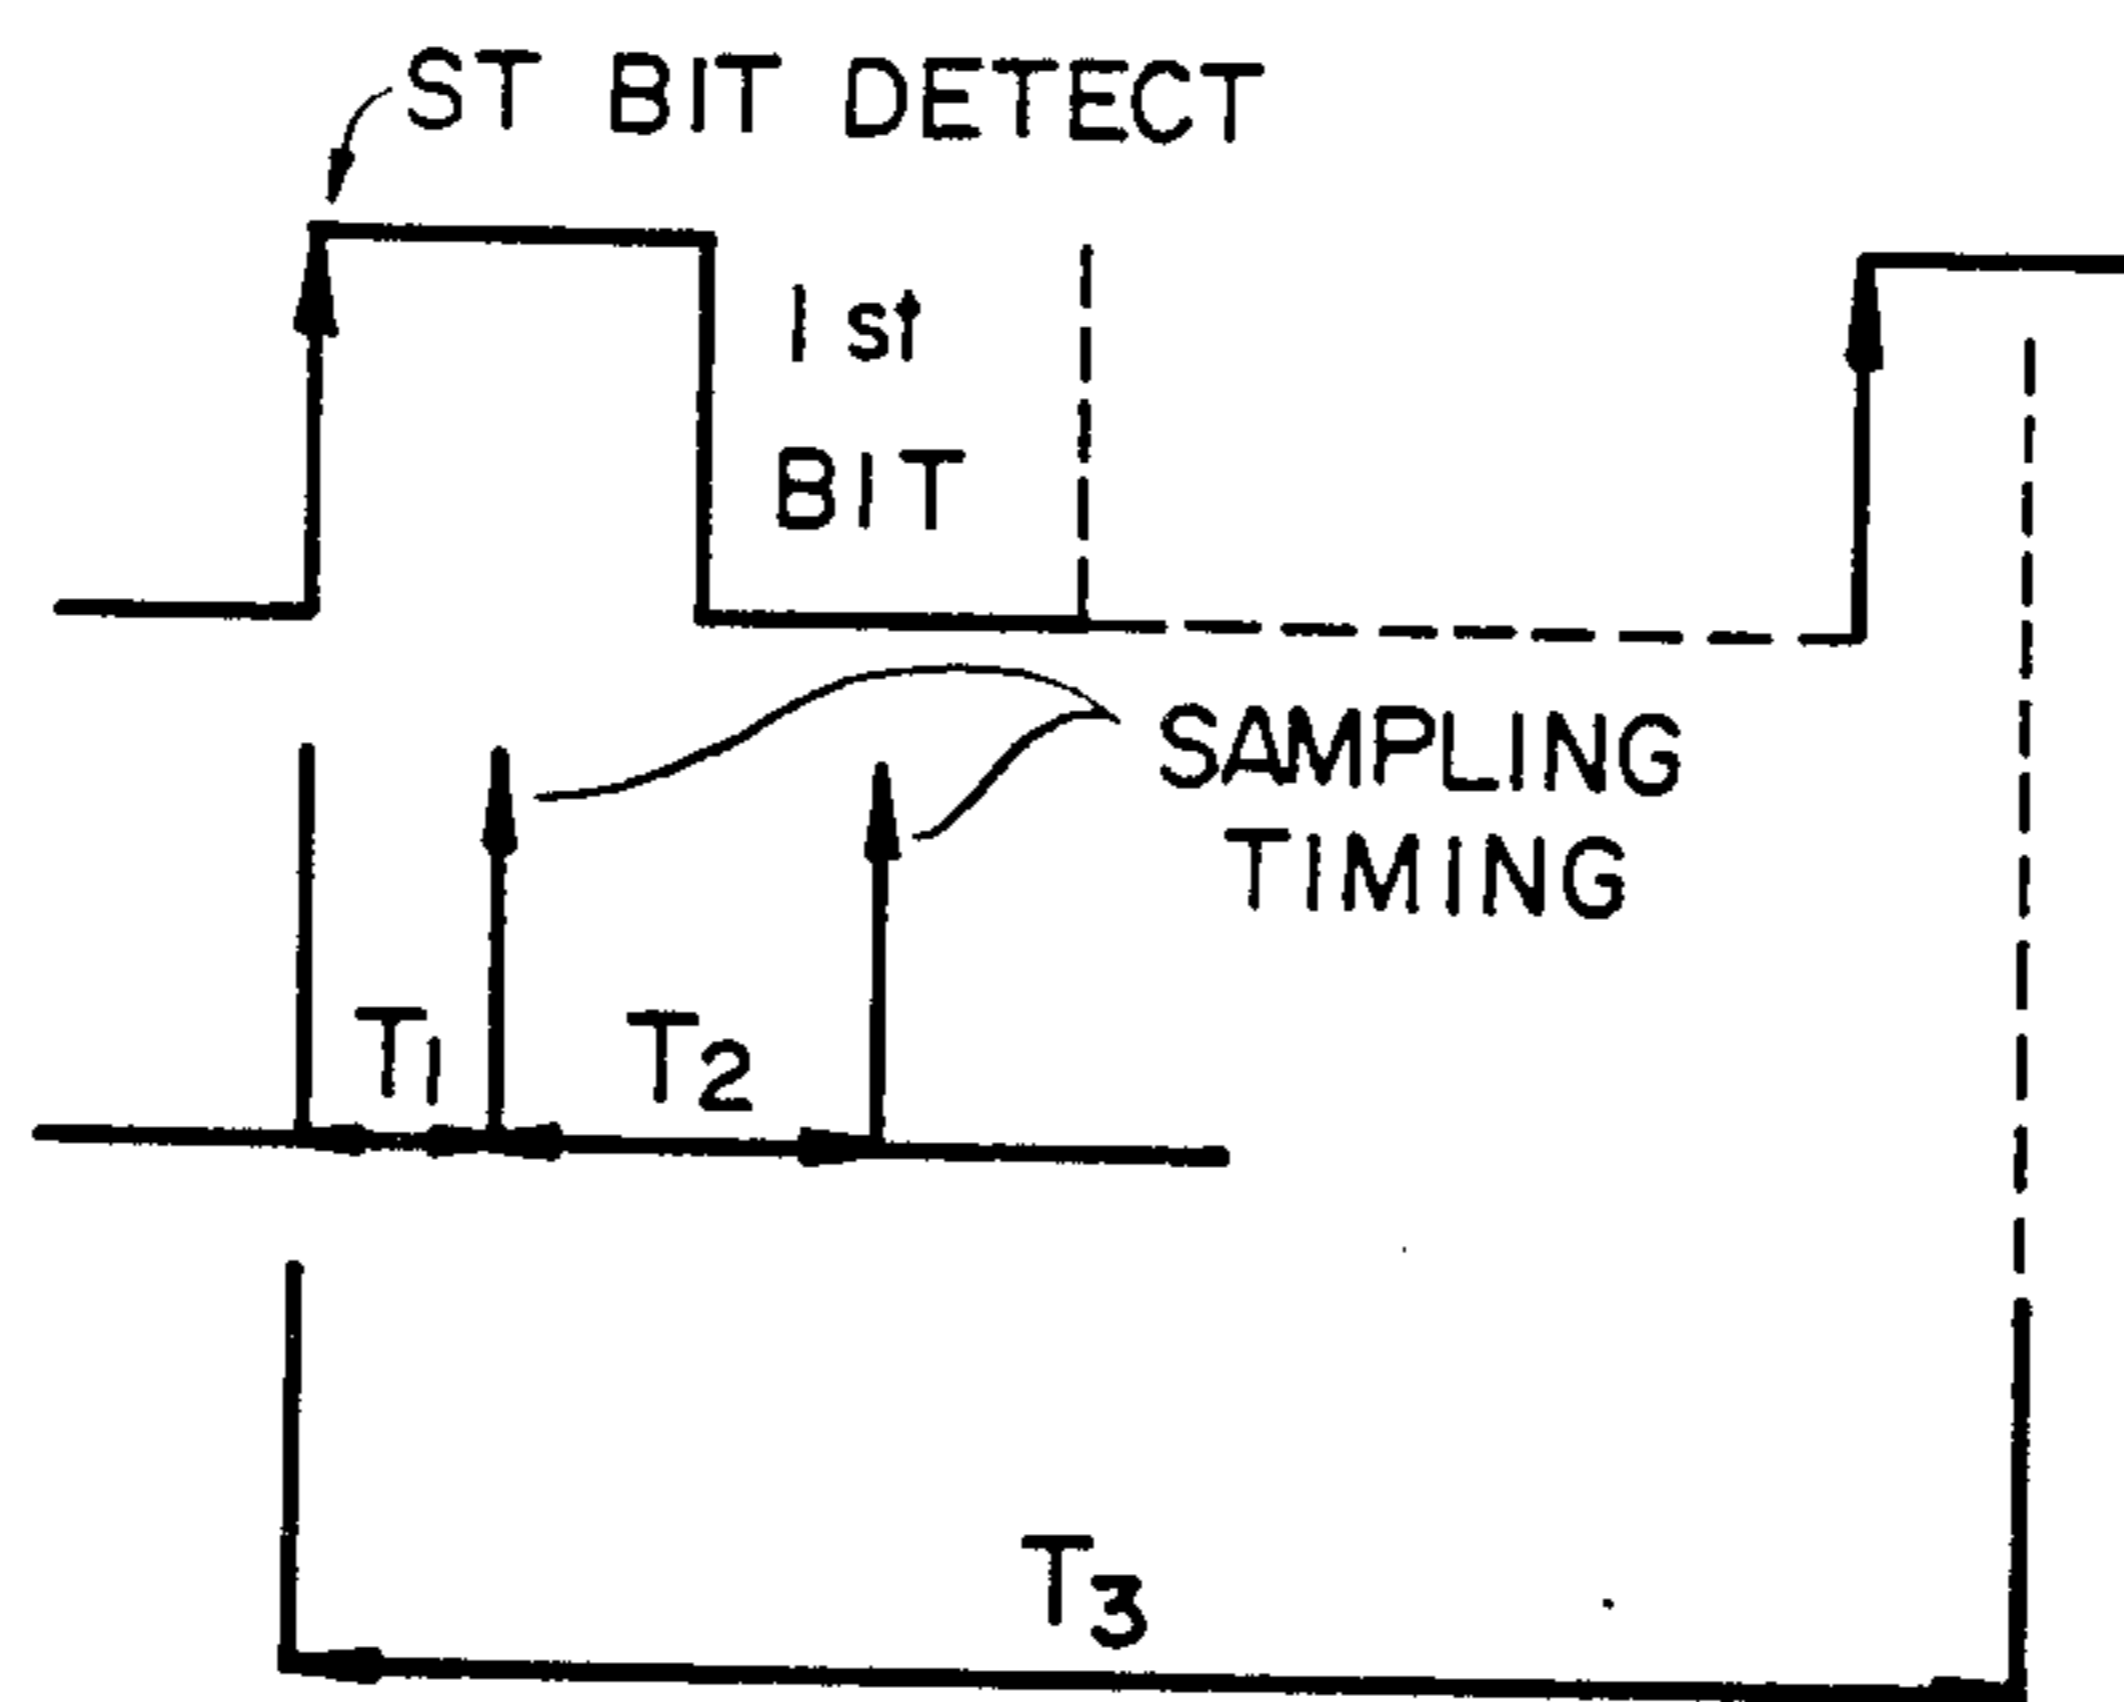 ST BIT DETECT
1st
BIT
SAMPLING
TIMING
T1
T2
T3